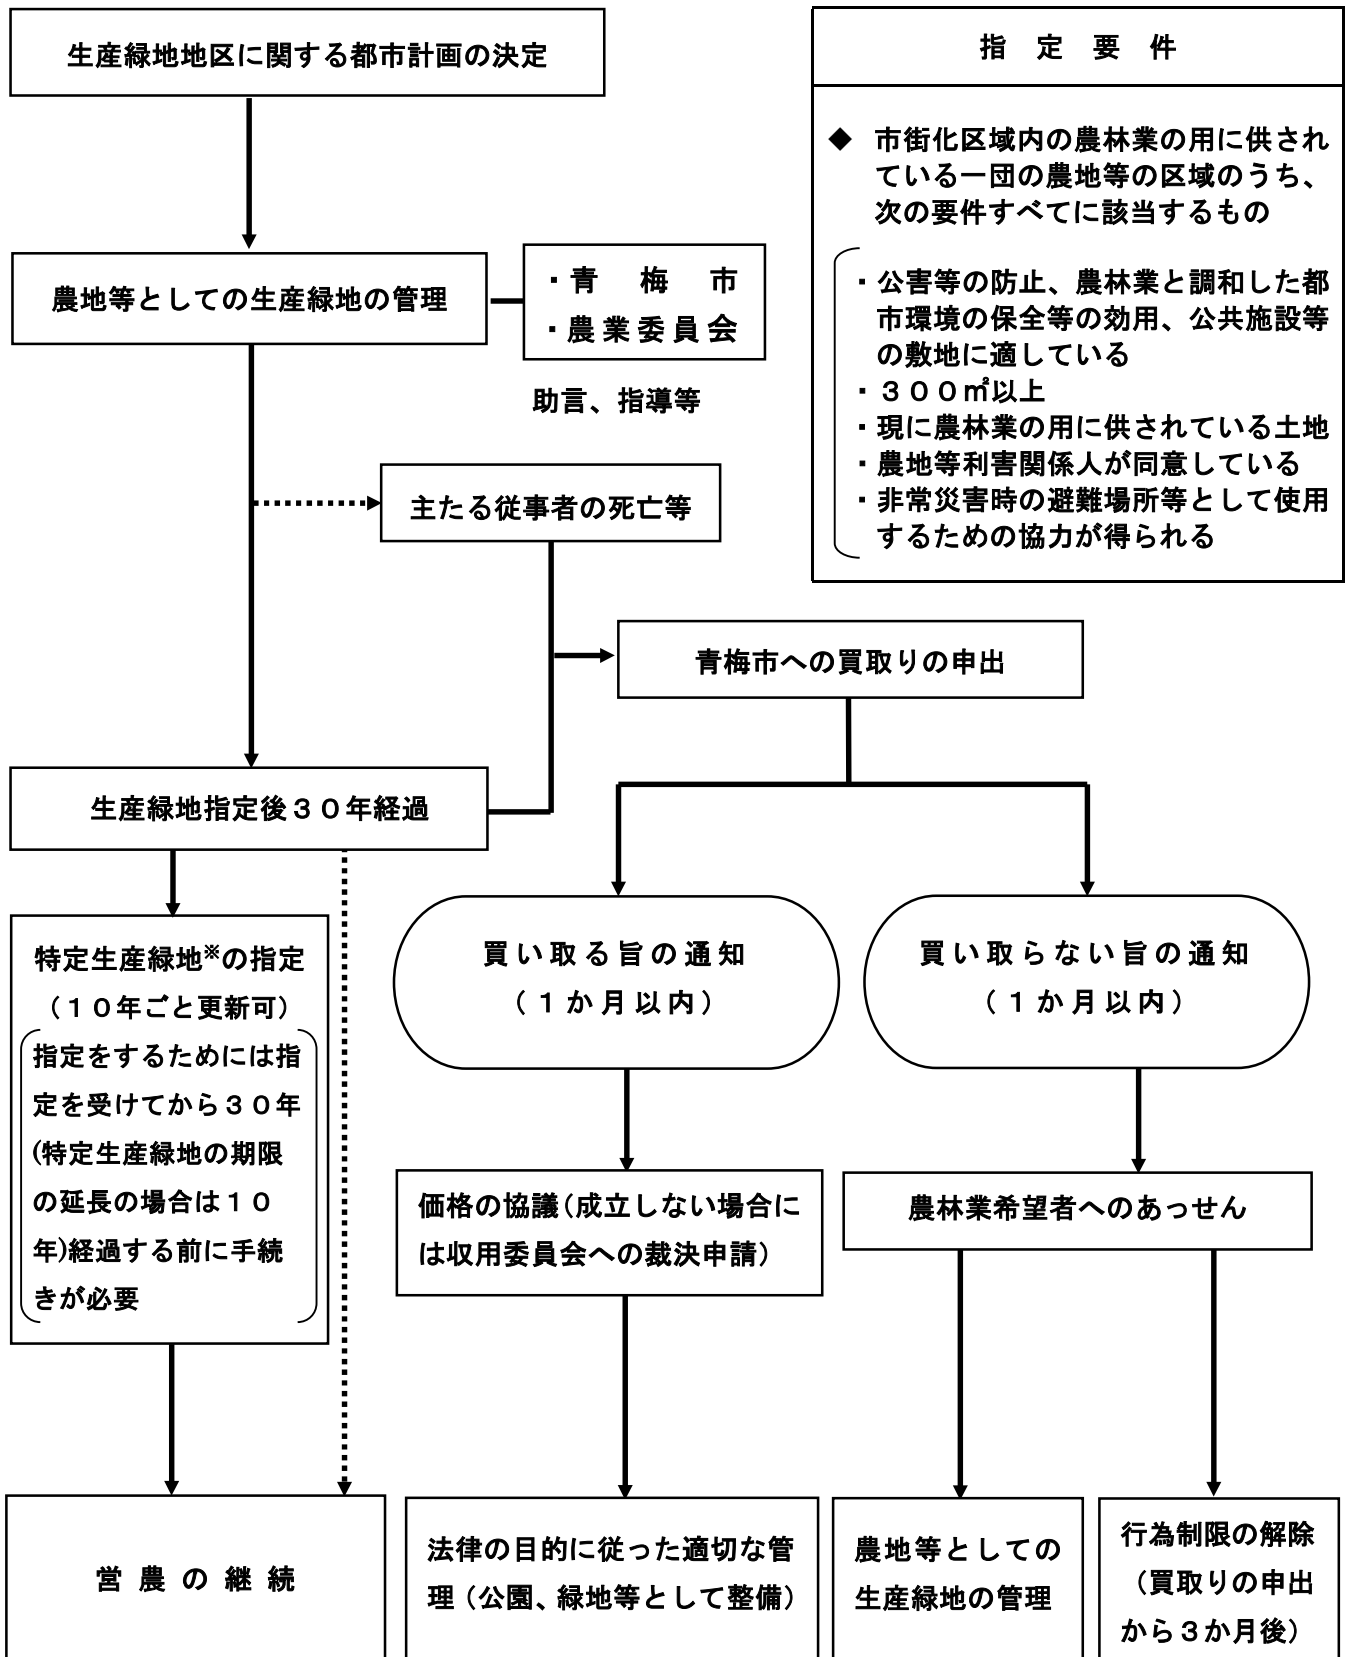 生産緑地地区に関する都市計画の決定
指定要件
◆ 市街化区域内の農林業の用に供され
ている一団の農地等の区域のうち、
次の要件すべてに該当するもの
・公害等の防止、農林業と調和した都
市環境の保全等の効用、公共施設等
の敷地に適している
・３００㎡以上
・現に農林業の用に供されている土地
・農地等利害関係人が同意している
・非常災害時の避難場所等として使用
するための協力が得られる
農地等としての生産緑地の管理
・青梅市
・農業委員会
助言、指導等
主たる従事者の死亡等
青梅市への買取りの申出
生産緑地指定後３０年経過
特定生産緑地※の指定
（１０年ごと更新可）
指定をするためには指
定を受けてから３０年
(特定生産緑地の期限
の延長の場合は１０
年)経過する前に手続
きが必要
買い取る旨の通知
（１か月以内）
買い取らない旨の通知
（１か月以内）
価格の協議（成立しない場合に
は収用委員会への裁決申請）
農林業希望者へのあっせん
営農の継続
法律の目的に従った適切な管
理（公園、緑地等として整備）
農地等としての
生産緑地の管理
行為制限の解除
（買取りの申出
から３か月後）